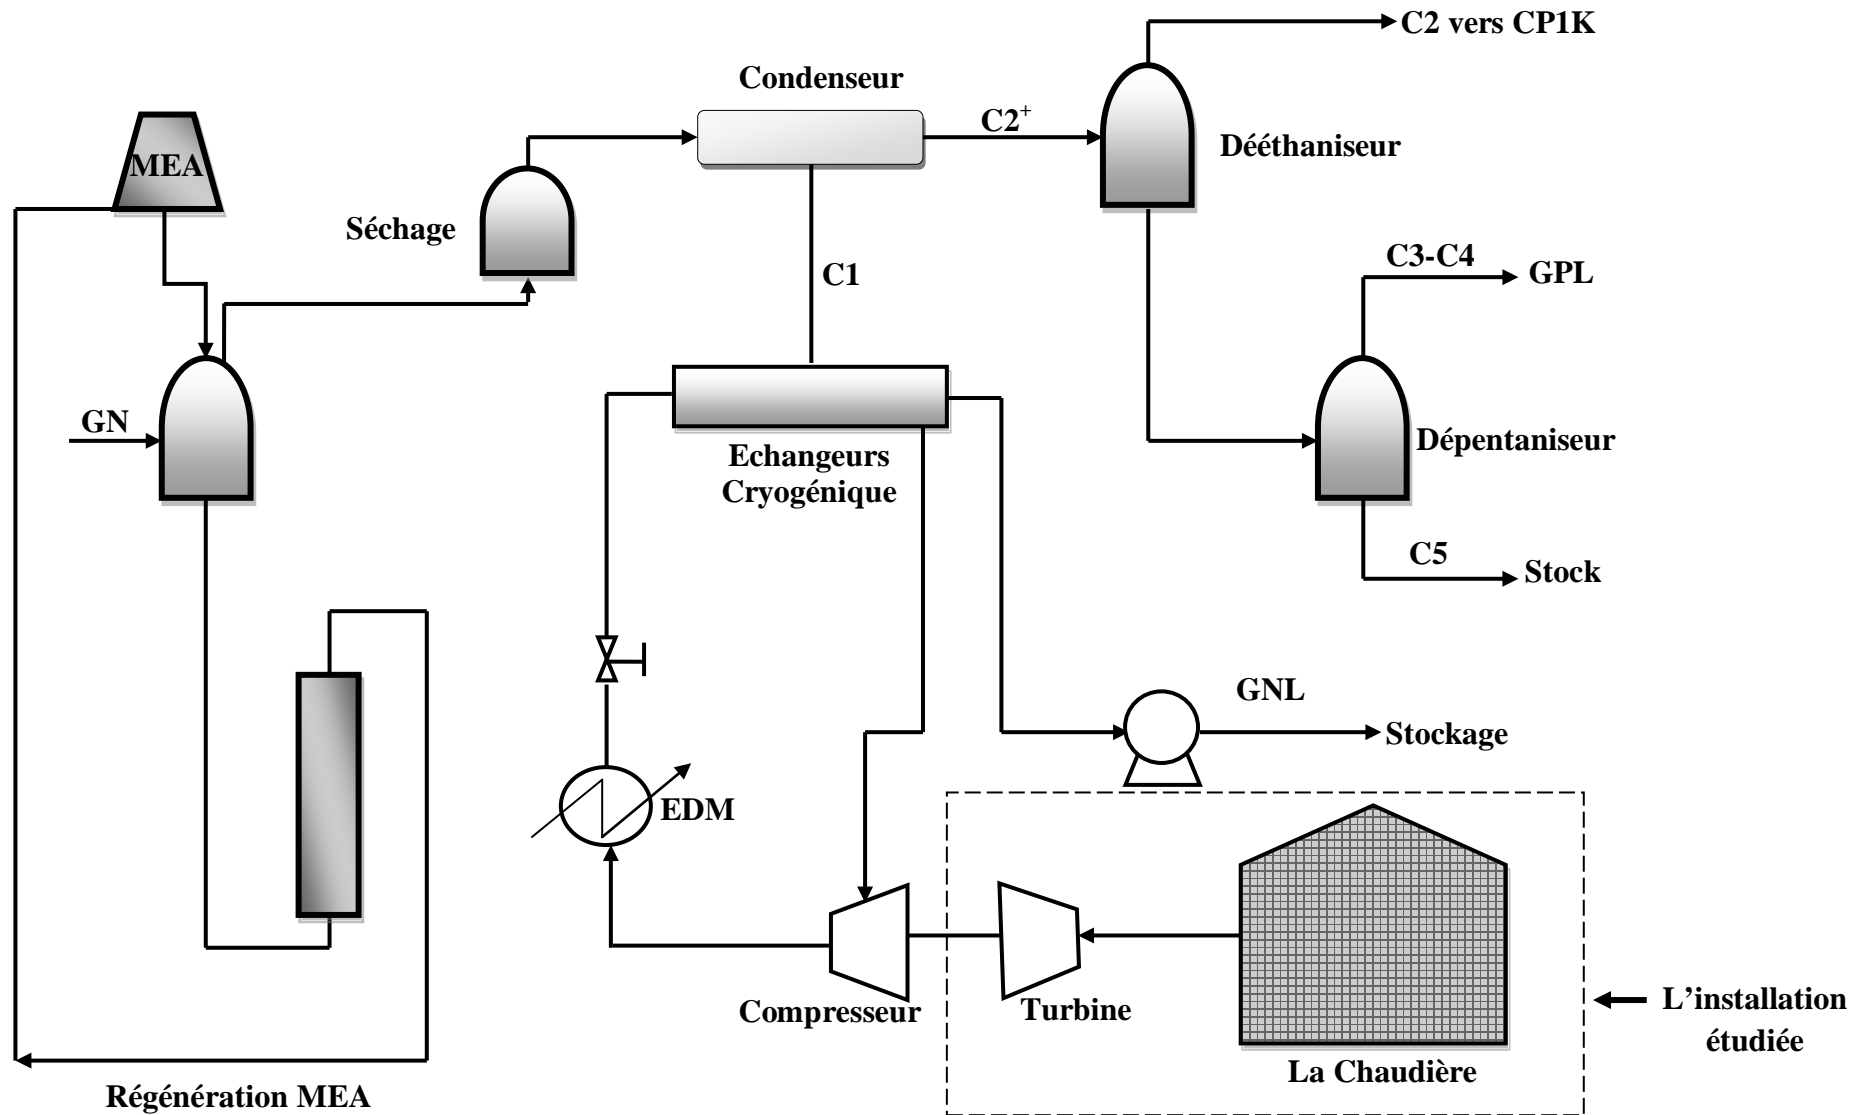 C2 vers CP1K
Condenseur
C2+
Dééthaniseur
MEA
Séchage
C1
C3-C4
GPL
GN
Dépentaniseur
Echangeurs
Cryogénique
C5
Stock
GNL
Stockage
EDM
Compresseur
Turbine
L’installation
étudiée
La Chaudière
Régénération MEA